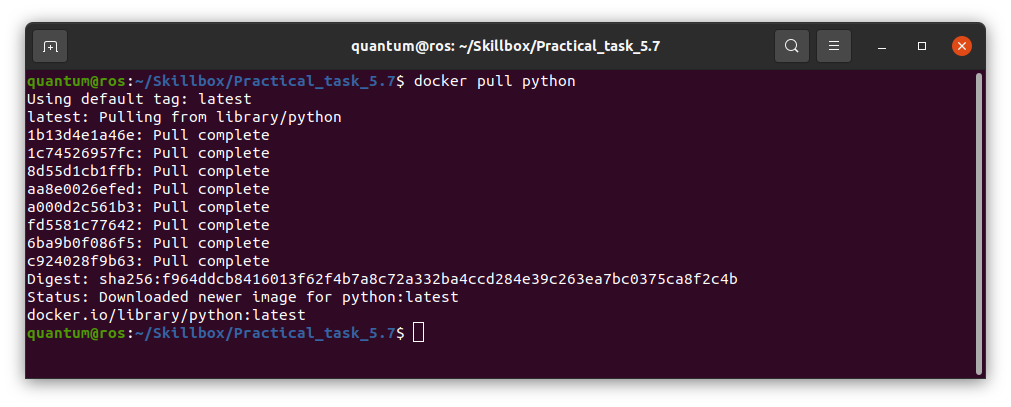 quantum@ros: ~/Skillbox/Practical_task_5.7
quantum@ros:~/Skillbox/Practical_task_5.7$ docker pull python
Using default tag: latest
latest: Pulling from library/python
1b13d4e1a46e: Pull complete
1c74526957fc: Pull complete
8d55d1cb1ffb: Pull complete
aa8e0026efed: Pull complete
a000d2c561b3: Pull complete
fd5581c77642: Pull complete
6ba9b0f086f5: Pull complete
c924028f9b63: Pull complete
Digest: sha256:f964ddcb8416013f62f4b7a8c72a332ba4ccd284e39c263ea7bc0375ca8f2c4b
Status: Downloaded newer image for python:latest
docker.io/library/python:latest
quantum@ros:~/Skillbox/Practical_task_5.7$